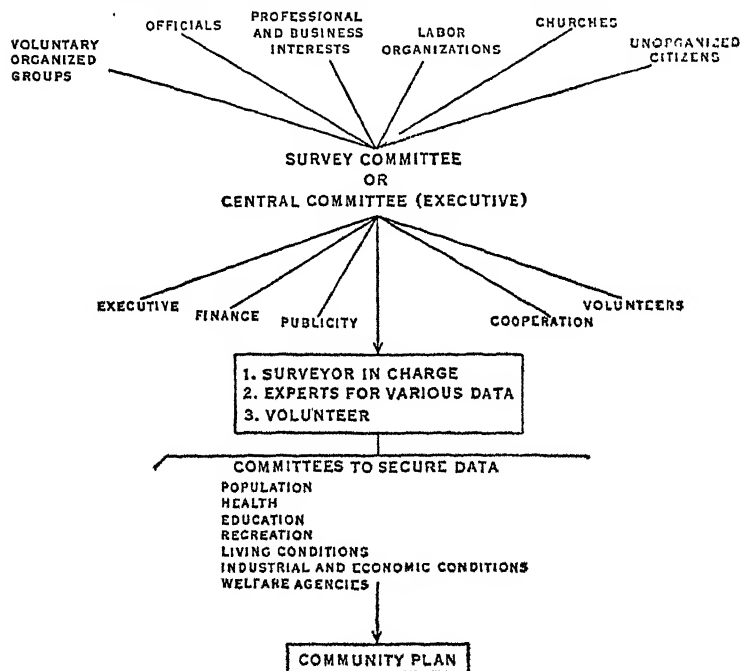 VOLUNTARY
ORGANIZED
GROUPS
OFFICIALS
PROFESSIONAL
AND BUSINESS
INTERESTS
LABOR
ORGANIZATIONS
CHURCHES
UNORGANIZED
CITIZENS
SURVEY COMMITTEE
OR
CENTRAL COMMITTEE (EXECUTIVE)
EXECUTIVE
FINANCE
PUBLICITY
COOPERATION
VOLUNTEERS
1. SURVEYOR IN CHARGE
2. EXPERTS FOR VARIOUS DATA
3. VOLUNTEER
COMMITTEES TO SECURE DATA
POPULATION
HEALTH
EDUCATION
RECREATION
LIVING CONDITIONS
INDUSTRIAL AND ECONOMIC CONDITIONS
WELFARE AGENCIES
COMMUNITY PLAN